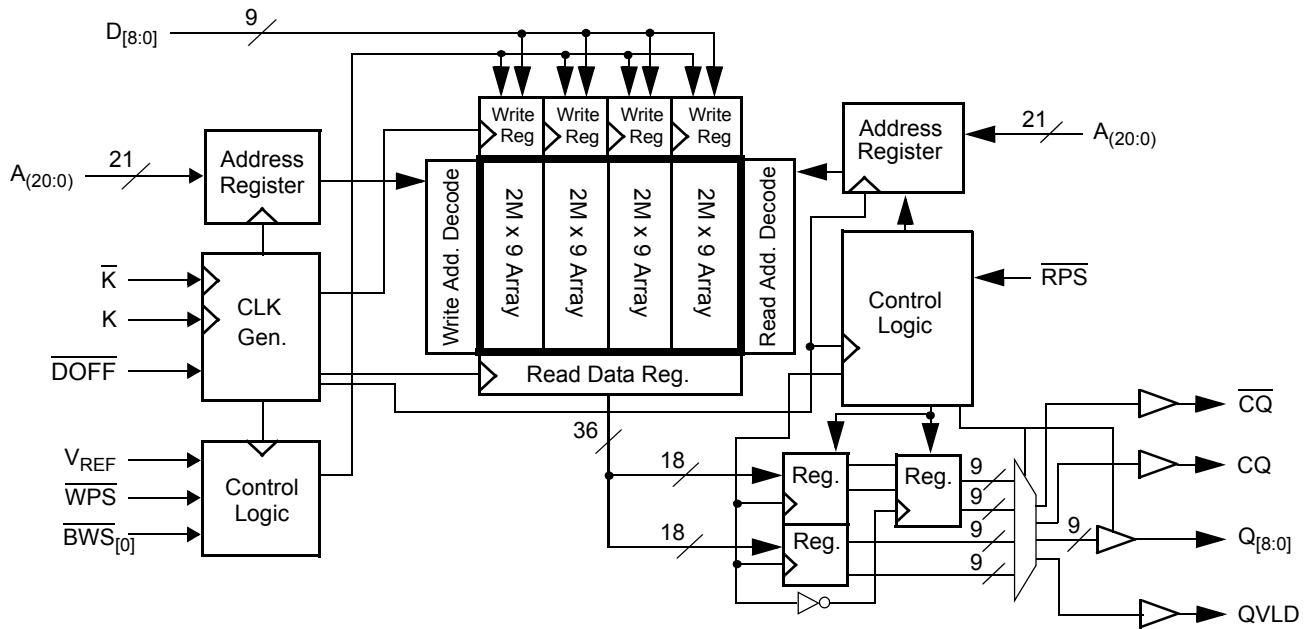 D[8:0]
9
Write Reg
Write Reg
Write Reg
Write Reg
Address Register
21
A(20:0)
A(20:0)
21
Address Register
Write Add. Decode
2M x 9 Array
2M x 9 Array
2M x 9 Array
2M x 9 Array
Read Add. Decode
K̅
K
DOFF
CLK Gen.
Control Logic
RPS
Read Data Reg.
36
VREF
WPS
BWS[0]
Control Logic
18
Reg.
Reg.
9
9
18
Reg.
9
9
9
CQ
CQ
Q[8:0]
QVLD